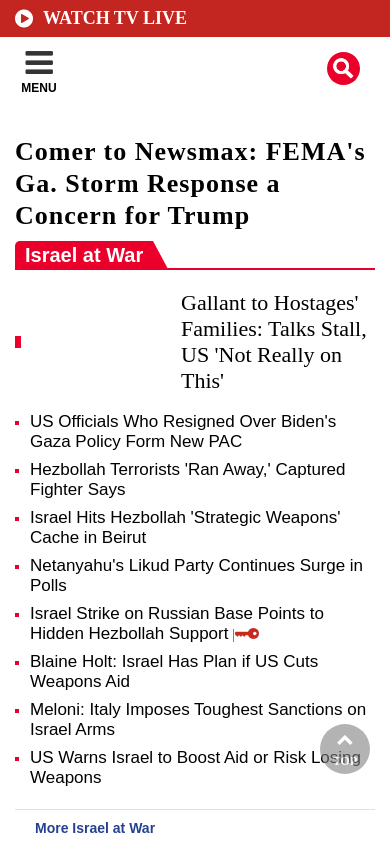 WATCH TV LIVE
MENU
Comer to Newsmax: FEMA's
Ga. Storm Response a
Concern for Trump
Israel at War
Gallant to Hostages'
Families: Talks Stall,
US 'Not Really on
This'
US Officials Who Resigned Over Biden's
Gaza Policy Form New PAC
Hezbollah Terrorists 'Ran Away,' Captured
Fighter Says
Israel Hits Hezbollah 'Strategic Weapons'
Cache in Beirut
Netanyahu's Likud Party Continues Surge in
Polls
Israel Strike on Russian Base Points to
Hidden Hezbollah Support
Blaine Holt: Israel Has Plan if US Cuts
Weapons Aid
Meloni: Italy Imposes Toughest Sanctions on
Israel Arms
US Warns Israel to Boost Aid or Risk Losing
Weapons
TOP
More Israel at War